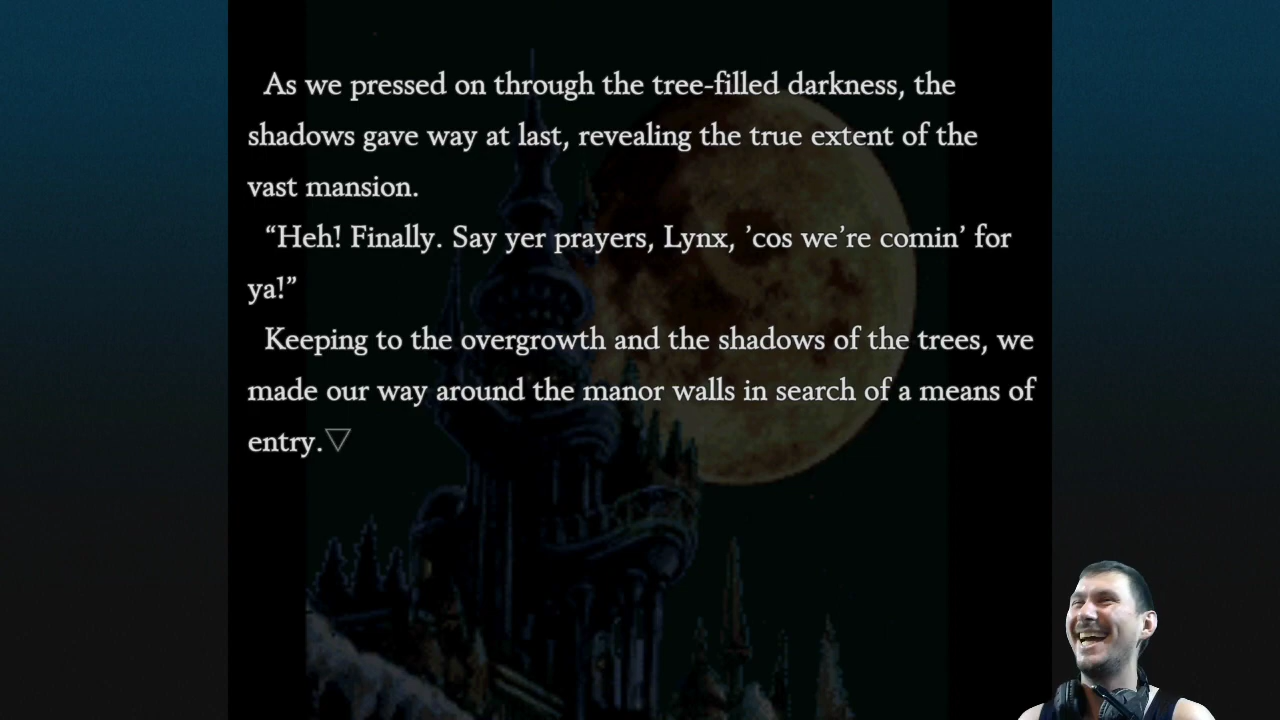 As we pressed on through the tree-filled darkness, the
shadows gave way at last, revealing the true extent of the
vast mansion.
“Heh! Finally. Say yer prayers, Lynx, ’cos we’re comin’ for
ya!”
Keeping to the overgrowth and the shadows of the trees, we
made our way around the manor walls in search of a means of
entry.▽